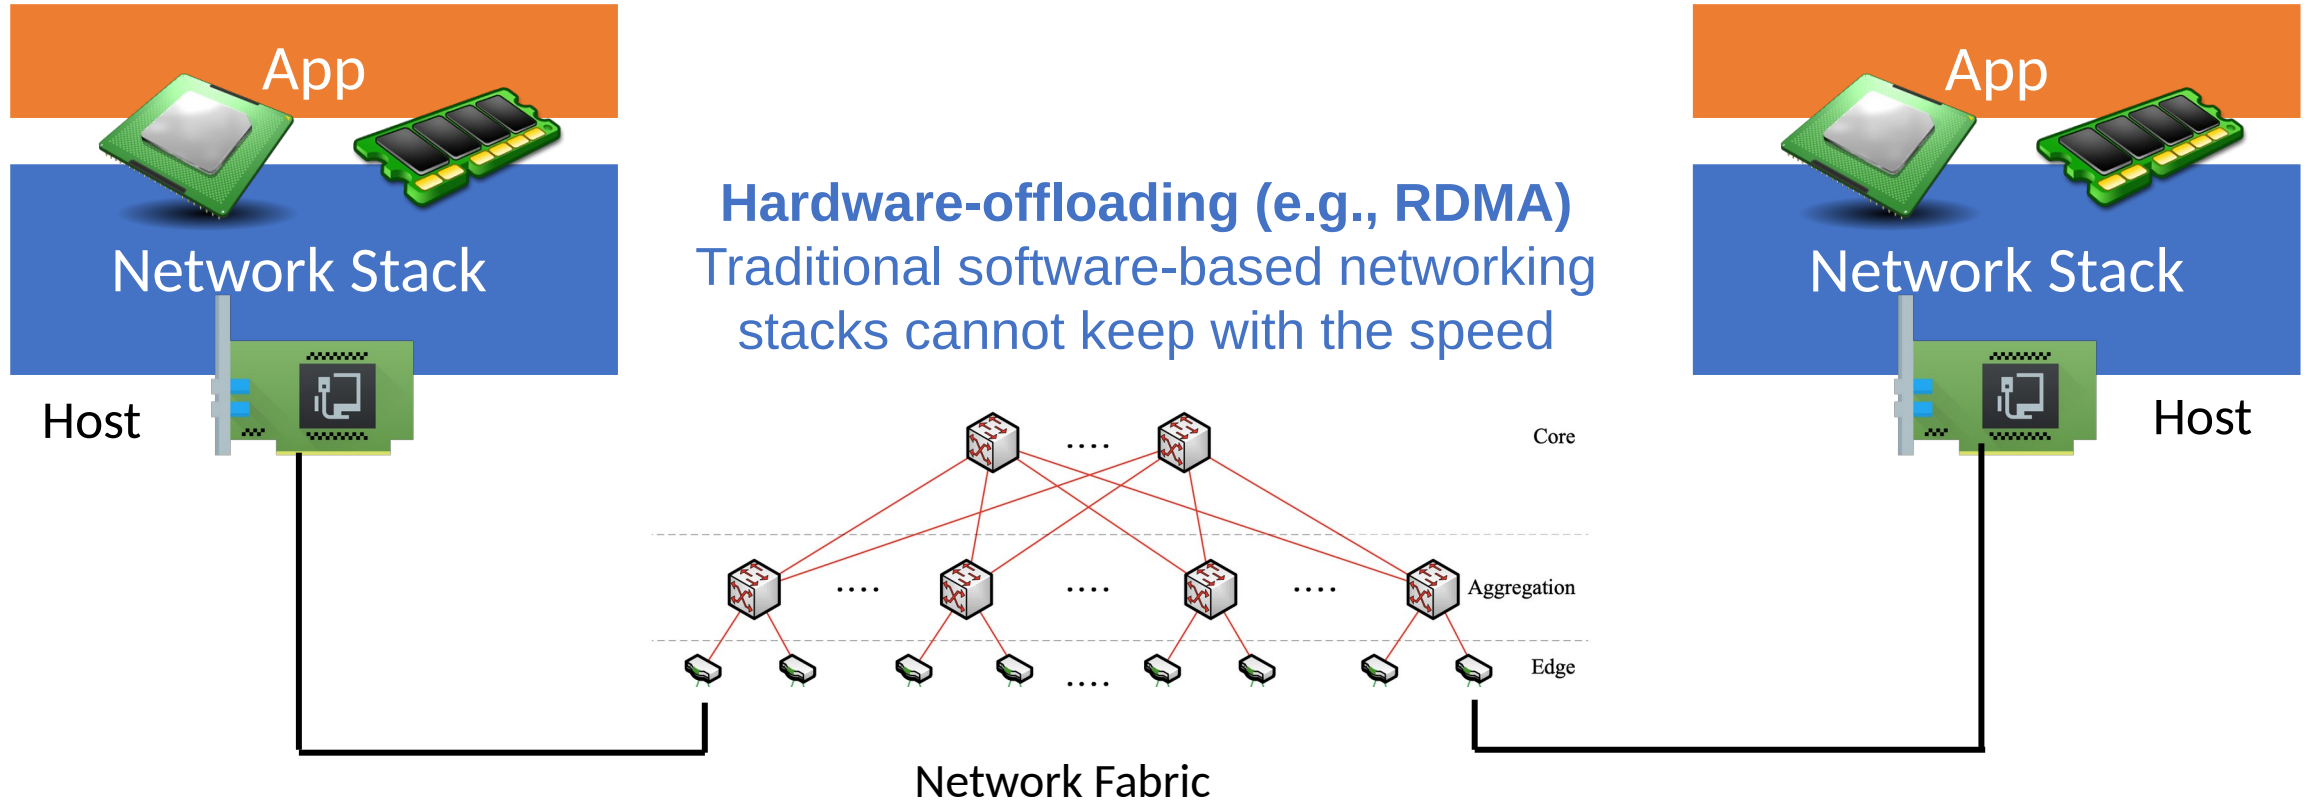 App
Network Stack
Host
Hardware-offloading (e.g., RDMA)
Traditional software-based networking
stacks cannot keep with the speed
Core
....
Aggregation
....
....
....
Edge
....
Network Fabric
App
Network Stack
Host